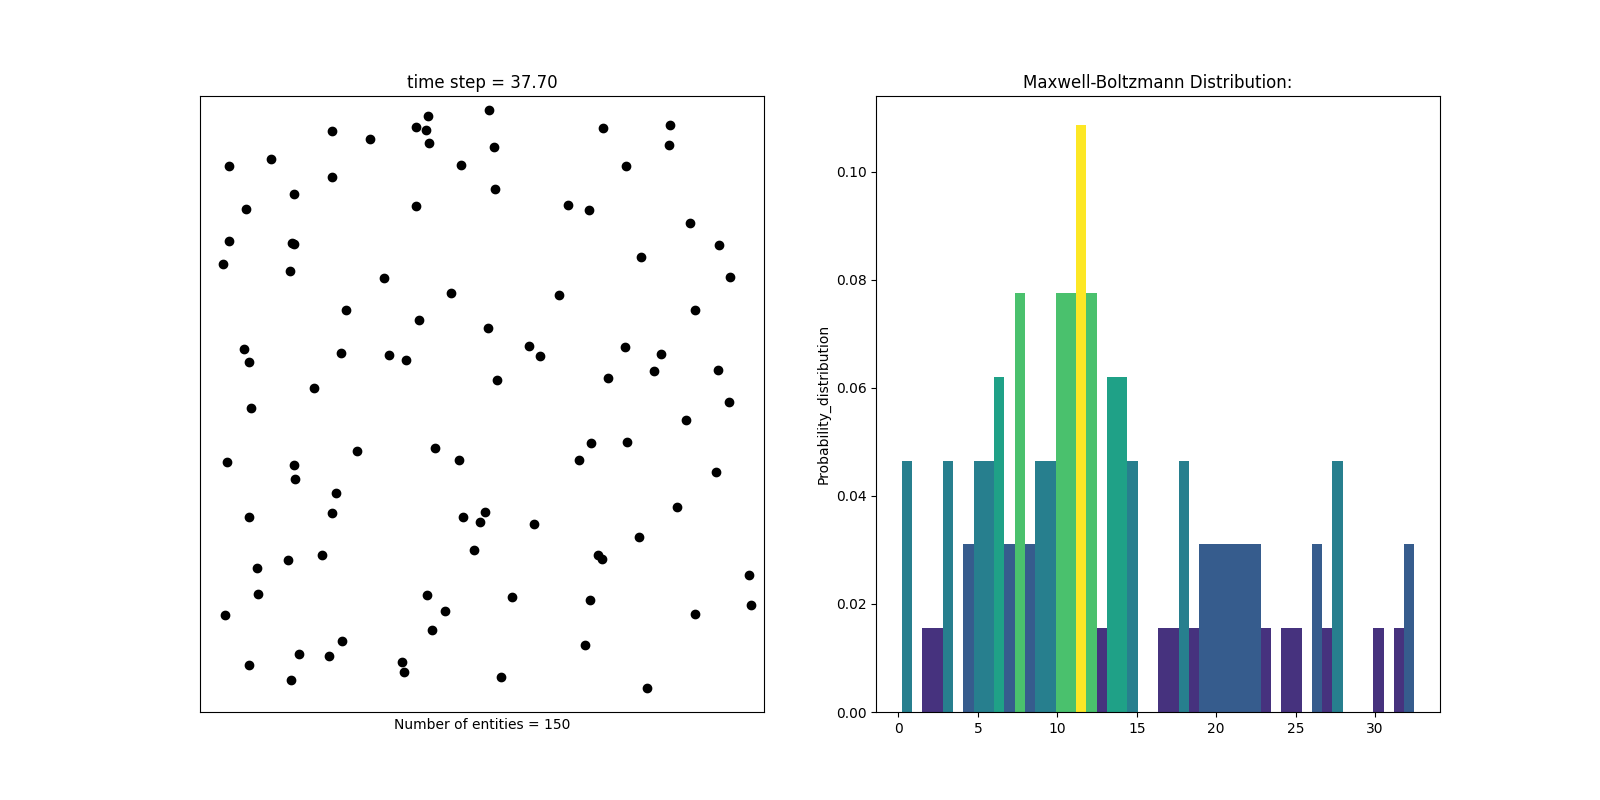 time step = 37.70
Number of entities = 150
Maxwell-Boltzmann Distribution:
Probability_distribution
0.10
0.08
0.06
0.04
0.02
0.00
0 5 10 15 20 25 30